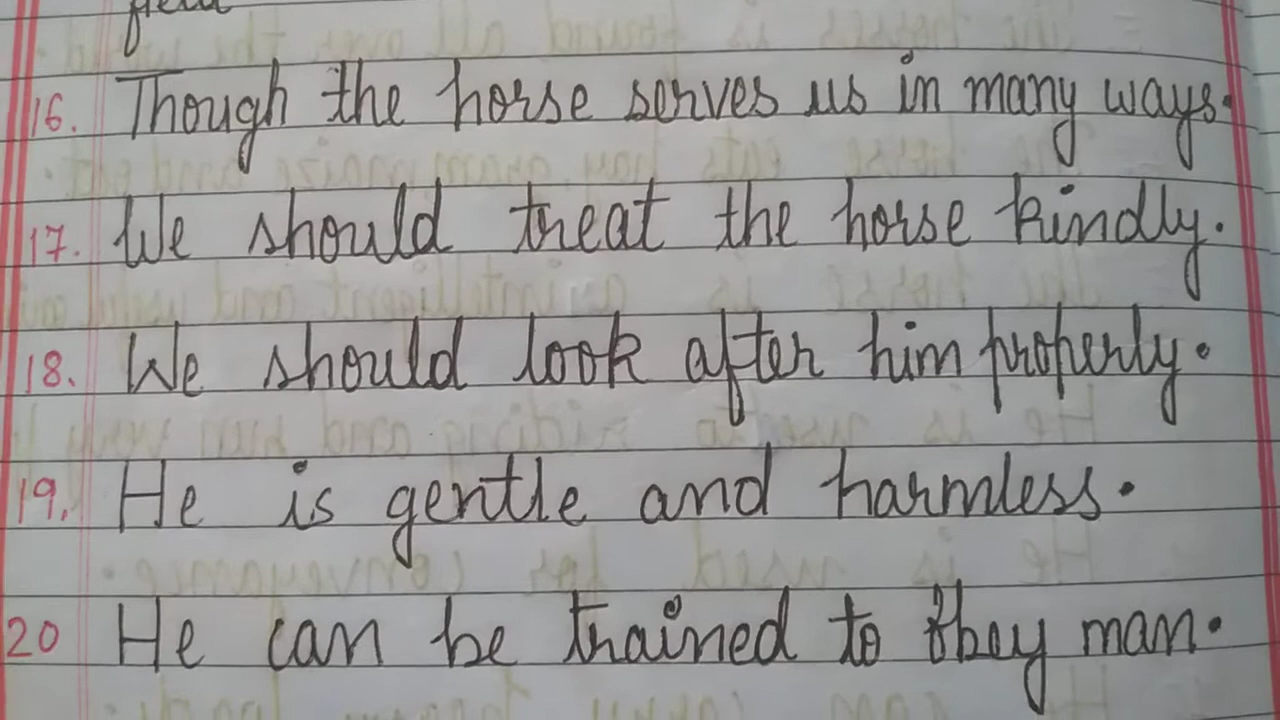 field
16. Though the horse serves us in many ways.
17. We should treat the horse kindly.
18. We should look after him properly.
19. He is gentle and harmless.
20 He can be trained to obey man.